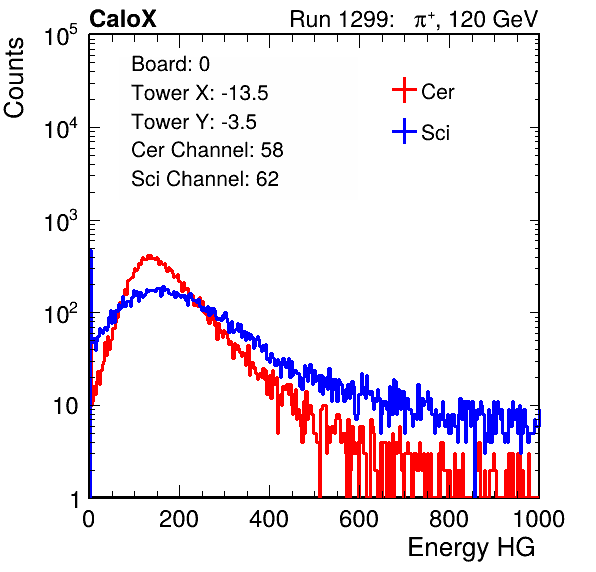 CaloX Run 1299: π⁺, 120 GeV
Counts
10⁵
10⁴
10³
10²
10
1
Board: 0
Tower X: -13.5
Tower Y: -3.5
Cer Channel: 58
Sci Channel: 62
Cer
Sci
0 200 400 600 800 1000
Energy HG